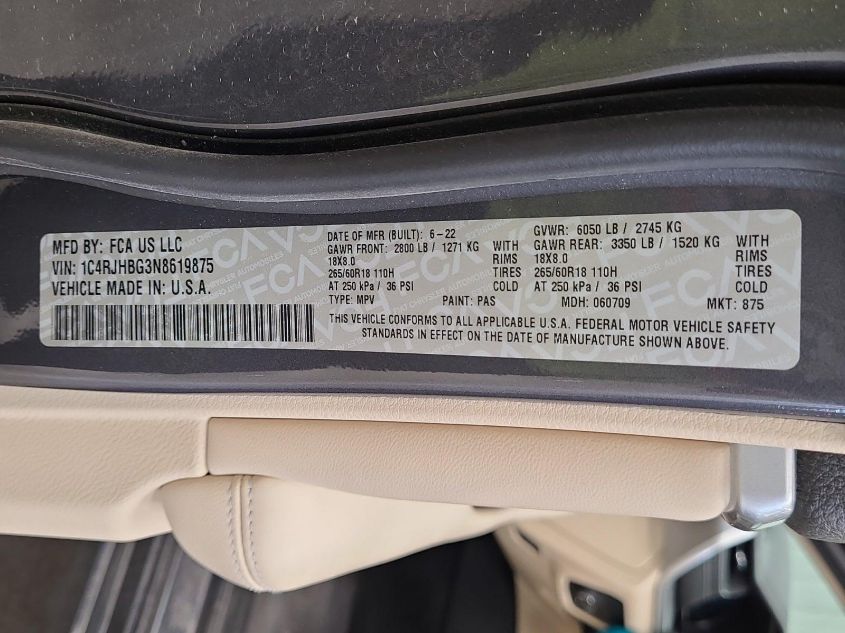 MFD BY: FCA US LLC
VIN: 1C4RJHBG3N8619875
VEHICLE MADE IN: U.S.A.
DATE OF MFR (BUILT): 6-22
GVWR: 6050 LB / 2745 KG
GAWR FRONT: 2800 LB / 1271 KG WITH
GAWR REAR: 3350 LB / 1520 KG WITH
18X8.0 RIMS
18X8.0 RIMS
265/60R18 110H TIRES
265/60R18 110H TIRES
AT 250 kPa / 36 PSI COLD
AT 250 kPa / 36 PSI COLD
TYPE: MPV PAINT: PAS MDH: 060709 MKT: 875
THIS VEHICLE CONFORMS TO ALL APPLICABLE U.S.A. FEDERAL MOTOR VEHICLE SAFETY
STANDARDS IN EFFECT ON THE DATE OF MANUFACTURE SHOWN ABOVE.